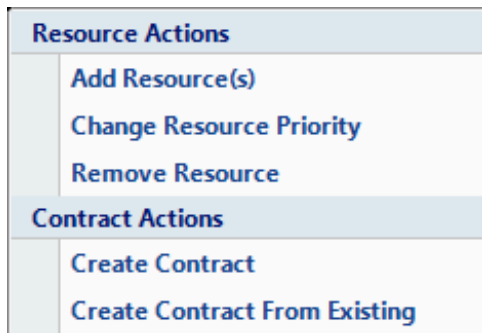 Resource Actions
Add Resource(s)
Change Resource Priority
Remove Resource
Contract Actions
Create Contract
Create Contract From Existing